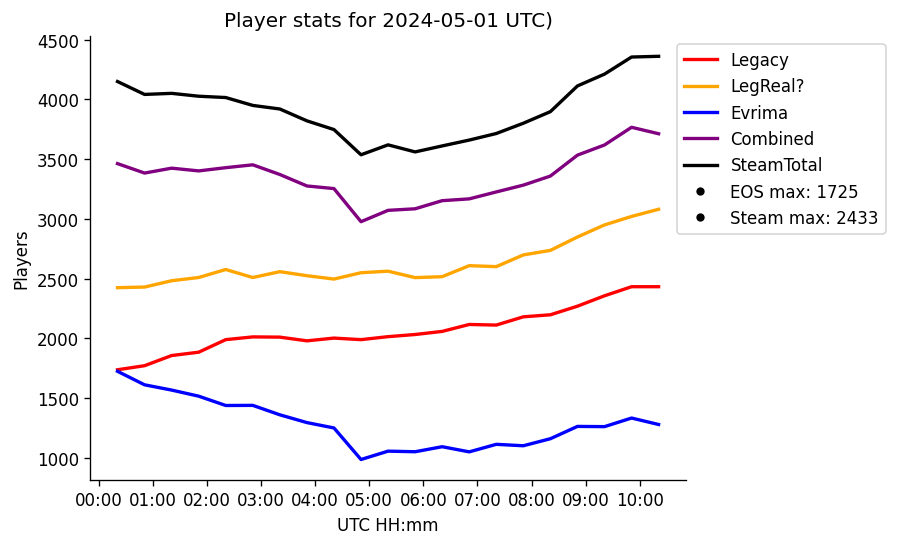 Player stats for 2024-05-01 UTC)
4500
4000
3500
3000
2500
2000
1500
1000
Players
00:00 01:00 02:00 03:00 04:00 05:00 06:00 07:00 08:00 09:00 10:00
UTC HH:mm
Legacy
LegReal?
Evrima
Combined
SteamTotal
EOS max: 1725
Steam max: 2433